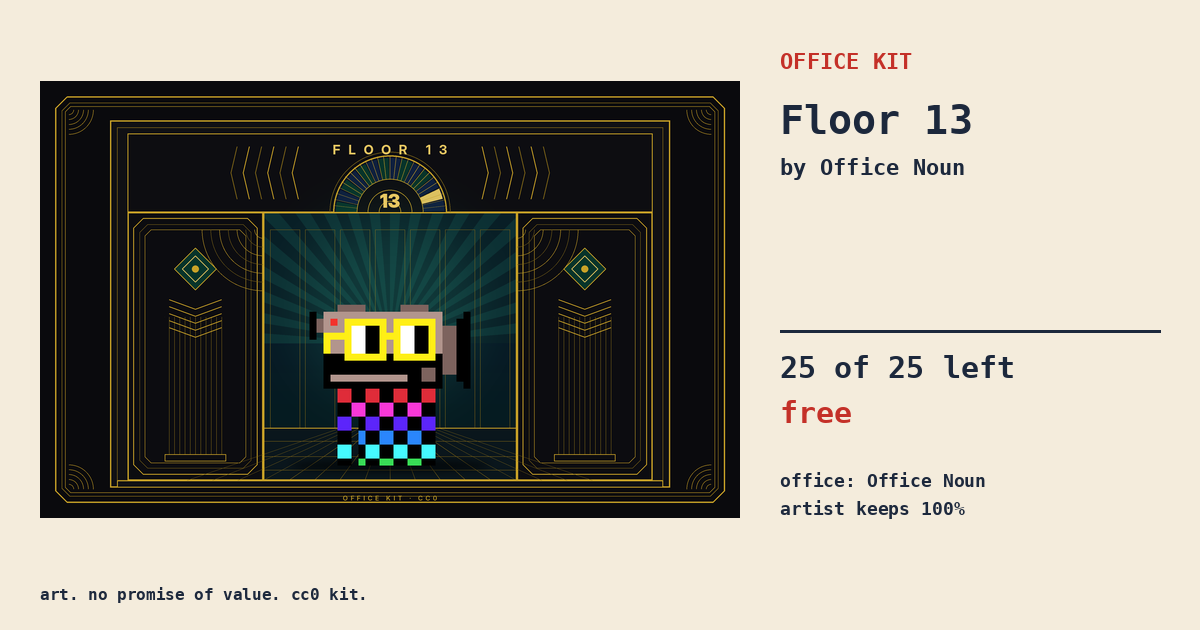 OFFICE KIT
Floor 13
by Office Noun
FLOOR 13
13
OFFICE KIT · CC0
25 of 25 left
free
office: Office Noun
artist keeps 100%
art. no promise of value. cc0 kit.